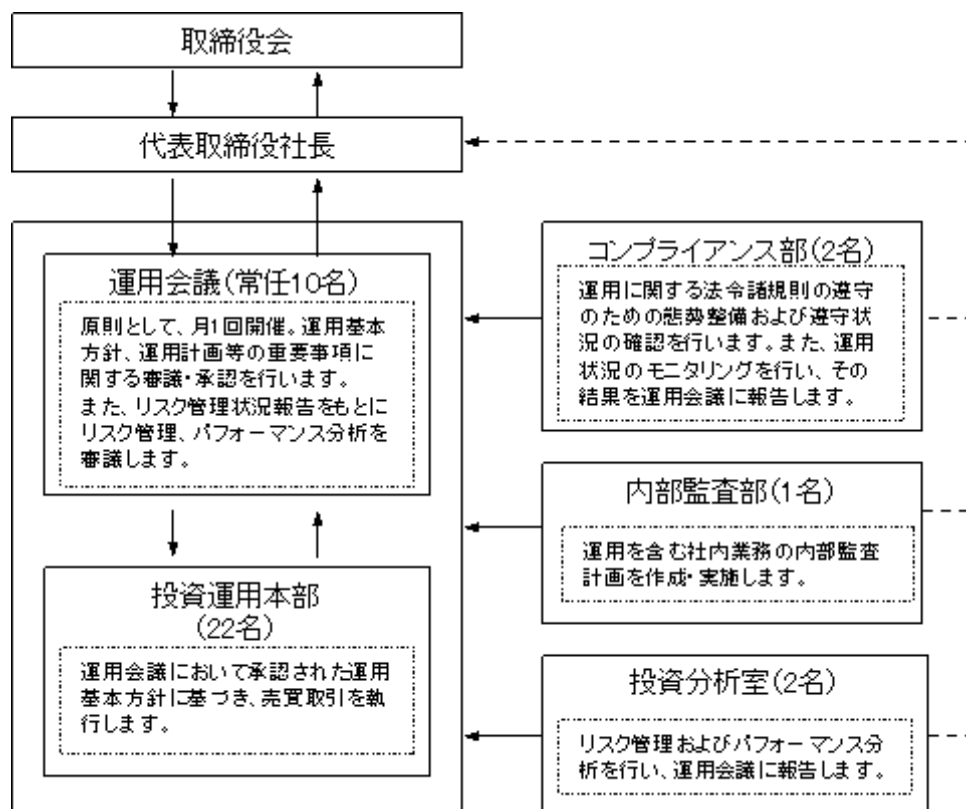 取締役会
代表取締役社長
運用会議(常任10名)
原則として、月1回開催。運用基本
方針、運用計画等の重要事項に
関する審議・承認を行います。
また、リスク管理状況報告をもとに
リスク管理、パフォーマンス分析を
審議します。
投資運用本部
(22名)
運用会議において承認された運用
基本方針に基づき、売買取引を執
行します。
コンプライアンス部(2名)
運用に関する法令諸規則の遵守
のための態勢整備および遵守状
況の確認を行います。また、運用
状況のモニタリングを行い、その
結果を運用会議に報告します。
内部監査部(1名)
運用を含む社内業務の内部監査
計画を作成・実施します。
投資分析室(2名)
リスク管理およびパフォーマンス分
析を行い、運用会議に報告します。